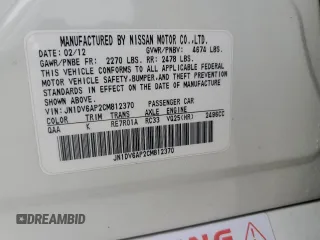 MANUFACTURED BY NISSAN MOTOR CO.,LTD.
DATE: 02/12 GVWR/PNBV: 4674 LBS.
GAWR/PNBE FR: 2270 LBS. RR: 2478 LBS.
THIS VEHICLE CONFORMS TO ALL APPLICABLE FEDERAL
MOTOR VEHICLE SAFETY, BUMPER, AND THEFT PREVENTION
STANDARDS IN EFFECT ON THE DATE OF MANUFACTURE
SHOWN ABOVE.
VIN: JN1DV6AP2CM812370 PASSENGER CAR
COLOR TRIM TRANS AXLE ENGINE
QAA K RE7R01A RC33 VQ25(HR) 2496CC
JN1DV6AP2CM812370
© AUTOBIDCAR